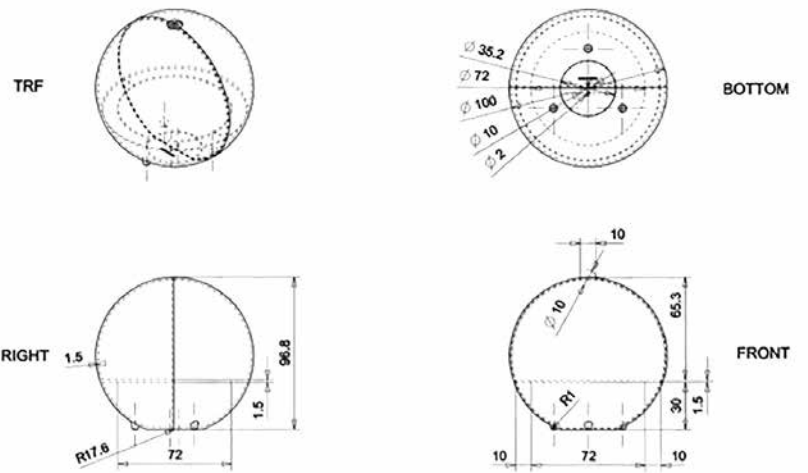 TRF
BOTTOM
Ø 35.2
Ø 72
Ø 100
Ø 10
Ø 2
RIGHT
1.5
96.8
1.5
R17.6
72
FRONT
10
Ø 10
65.3
R1
30
1.5
10
72
10